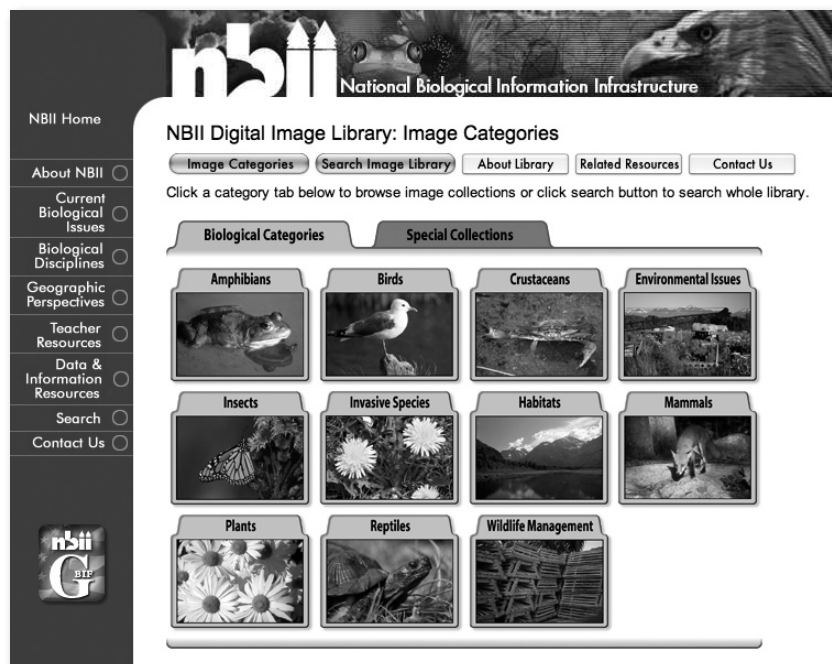 nbii
National Biological Information Infrastructure
NBII Home
About NBII
Current
Biological
Issues
Biological
Disciplines
Geographic
Perspectives
Teacher
Resources
Data &
Information
Resources
Search
Contact Us
nbii
G
BIF
NBII Digital Image Library: Image Categories
Image Categories Search Image Library About Library Related Resources Contact Us
Click a category tab below to browse image collections or click search button to search whole library.
Biological Categories Special Collections
Amphibians Birds Crustaceans Environmental Issues
Insects Invasive Species Habitats Mammals
Plants Reptiles Wildlife Management